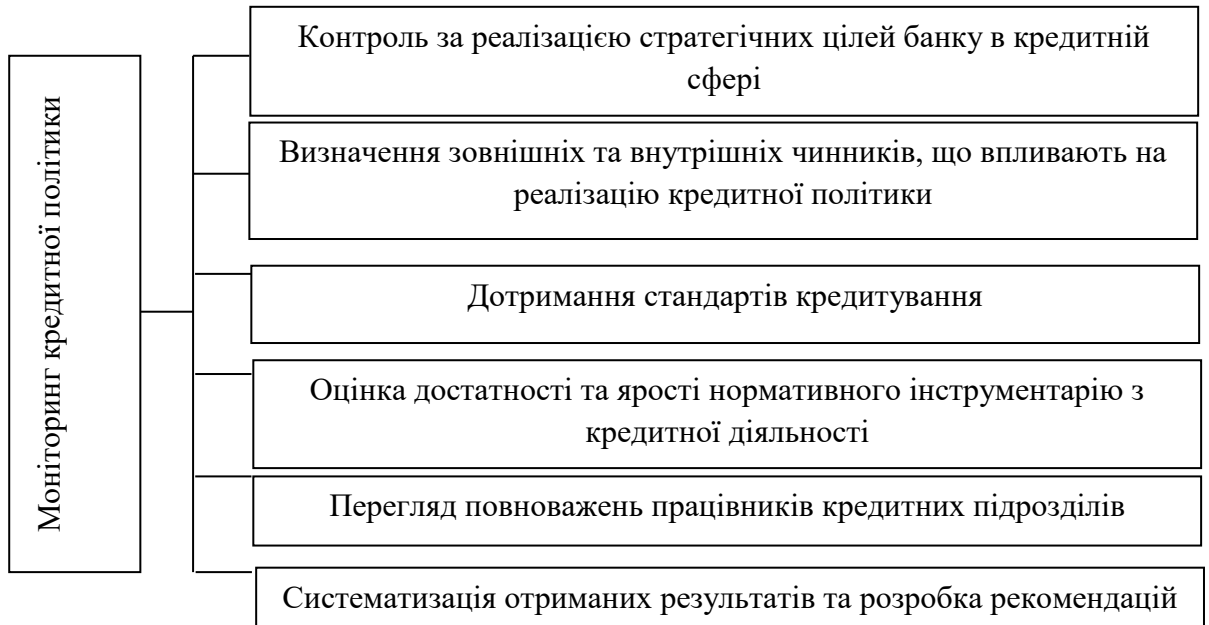 Моніторинг кредитної політики
Контроль за реалізацією стратегічних цілей банку в кредитній
сфері
Визначення зовнішніх та внутрішніх чинників, що впливають на
реалізацію кредитної політики
Дотримання стандартів кредитування
Оцінка достатності та ярості нормативного інструментарію з
кредитної діяльності
Перегляд повноважень працівників кредитних підрозділів
Систематизація отриманих результатів та розробка рекомендацій